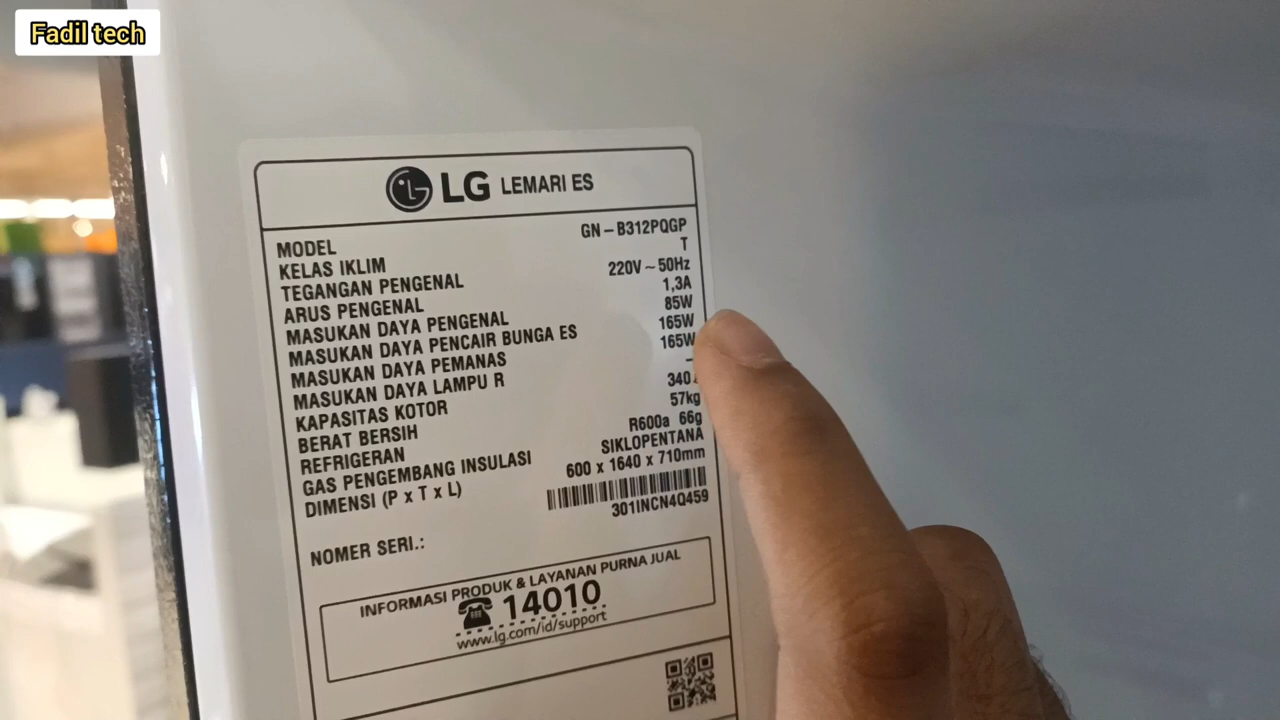 Fadil tech
LG LEMARI ES
MODEL GN-B312PQGP
KELAS IKLIM T
TEGANGAN PENGENAL 220V~50Hz
ARUS PENGENAL 1,3A
MASUKAN DAYA PENGENAL 85W
MASUKAN DAYA PENCAIR BUNGA ES 165W
MASUKAN DAYA PEMANAS 165W
MASUKAN DAYA LAMPU R –
KAPASITAS KOTOR 340
BERAT BERSIH 57kg
REFRIGERAN R600a 66g
GAS PENGEMBANG INSULASI SIKLOPENTANA
DIMENSI (P x T x L) 600 x 1640 x 710mm
NOMER SERI.: 301INCN4Q459
INFORMASI PRODUK & LAYANAN PURNA JUAL
14010
www.lg.com/id/support